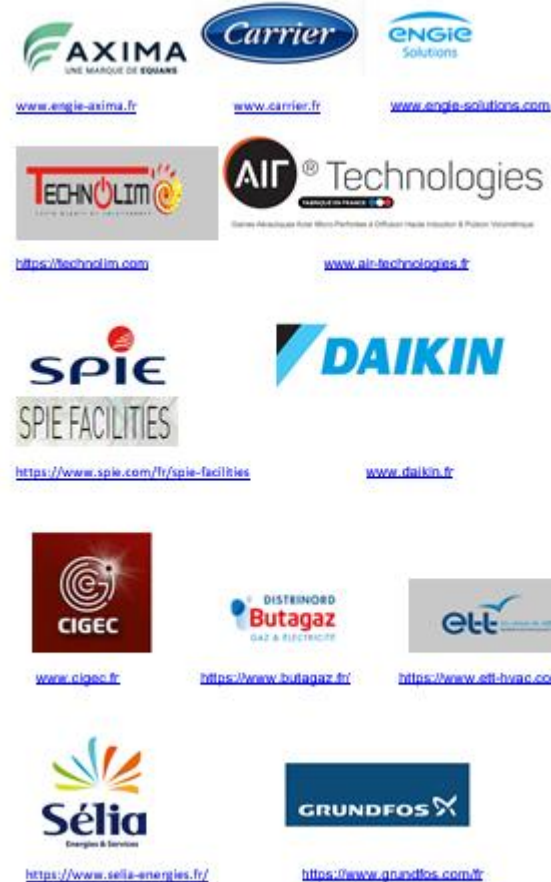 AXIMA
UNE MARQUE DE EQUANS
Carrier
ENGIE
Solutions
www.engie-axima.fr
www.carrier.fr
www.engie-solutions.com
TECHNOLIM
AIr® Technologies
FABRIQUÉ EN FRANCE
https://technolim.com
www.air-technologies.fr
SPIE
SPIE FACILITIES
DAIKIN
https://www.spie.com/fr/spie-facilities
www.daikin.fr
CIGEC
DISTRINORD
Butagaz
GAZ & ELECTRICITÉ
ett
www.cigec.fr
https://www.butagaz.fr/
https://www.ett-hvac.co
Sélia
Energies & Services
GRUNDFOS
https://www.selia-energies.fr/
https://www.grundfos.com/fr